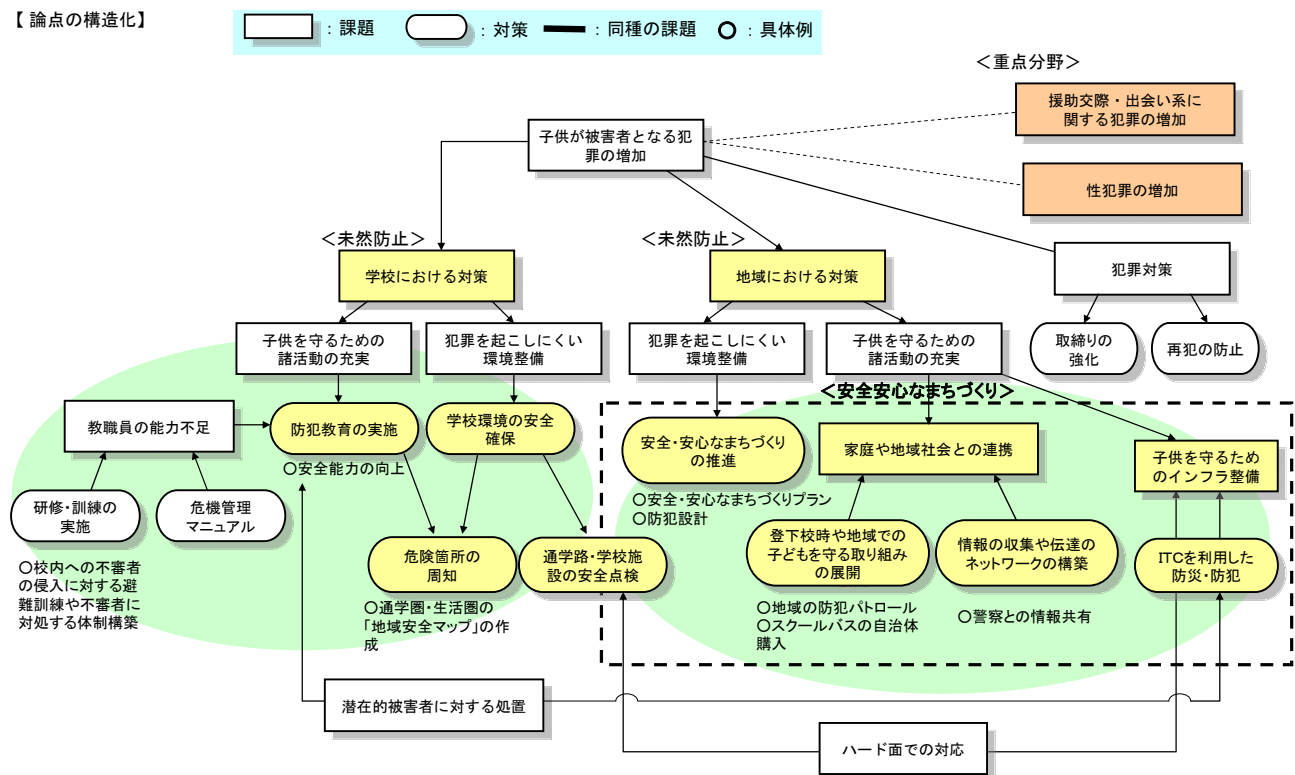 【 論点の構造化】
：課題
：対策
：同種の課題
：具体例
＜重点分野＞
援助交際・出会い系に
関する犯罪の増加
子供が被害者となる犯
罪の増加
性犯罪の増加
＜未然防止＞
＜未然防止＞
学校における対策
地域における対策
犯罪対策
子供を守るための
諸活動の充実
犯罪を起こしにくい
環境整備
犯罪を起こしにくい
環境整備
子供を守るための
諸活動の充実
取締りの
強化
再犯の防止
＜安全安心なまちづくり＞
教職員の能力不足
防犯教育の実施
学校環境の安全
確保
安全・安心なまちづくり
の推進
家庭や地域社会との連携
子供を守るため
のインフラ整備
○安全能力の向上
研修・訓練の
実施
危機管理
マニュアル
○安全・安心なまちづくりプラン
○防犯設計
危険箇所の
周知
通学路・学校施
設の安全点検
登下校時や地域での
子どもを守る取り組み
の展開
情報の収集や伝達の
ネットワークの構築
ITCを利用した
防災・防犯
○校内への不審者
の侵入に対する避
難訓練や不審者に
対処する体制構築
○通学圏・生活圏の
「地域安全マップ」の作
成
○地域の防犯パトロール
○スクールバスの自治体
購入
○警察との情報共有
潜在的被害者に対する処置
ハード面での対応